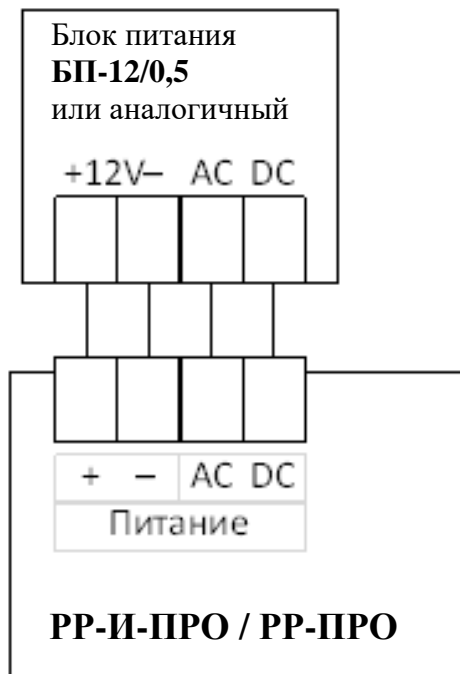 Блок питания
БП-12/0,5
или аналогичный
+12V– AC DC
+ – AC DC
Питание
РР-И-ПРО / РР-ПРО